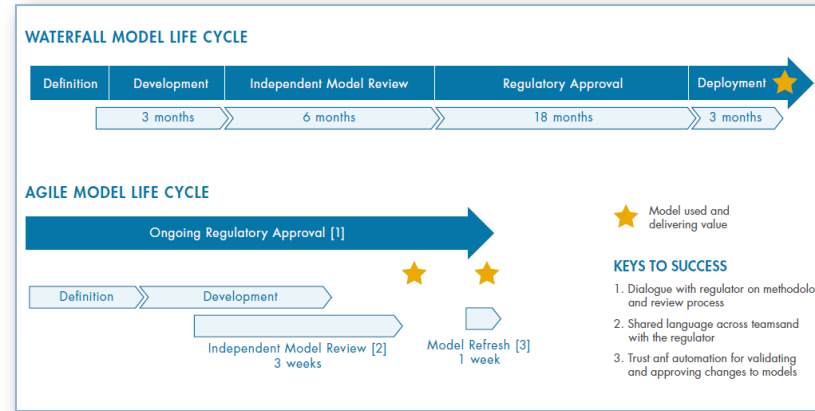 WATERFALL MODEL LIFE CYCLE
Definition Development Independent Model Review Regulatory Approval Deployment
3 months 6 months 18 months 3 months
AGILE MODEL LIFE CYCLE
Ongoing Regulatory Approval [1]
Definition Development
Independent Model Review [2]
3 weeks
Model Refresh [3]
1 week
Model used and
delivering value
KEYS TO SUCCESS
1. Dialogue with regulator on methodolo
and review process
2. Shared language across teamsand
with the regulator
3. Trust anf automation for validating
and approving changes to models